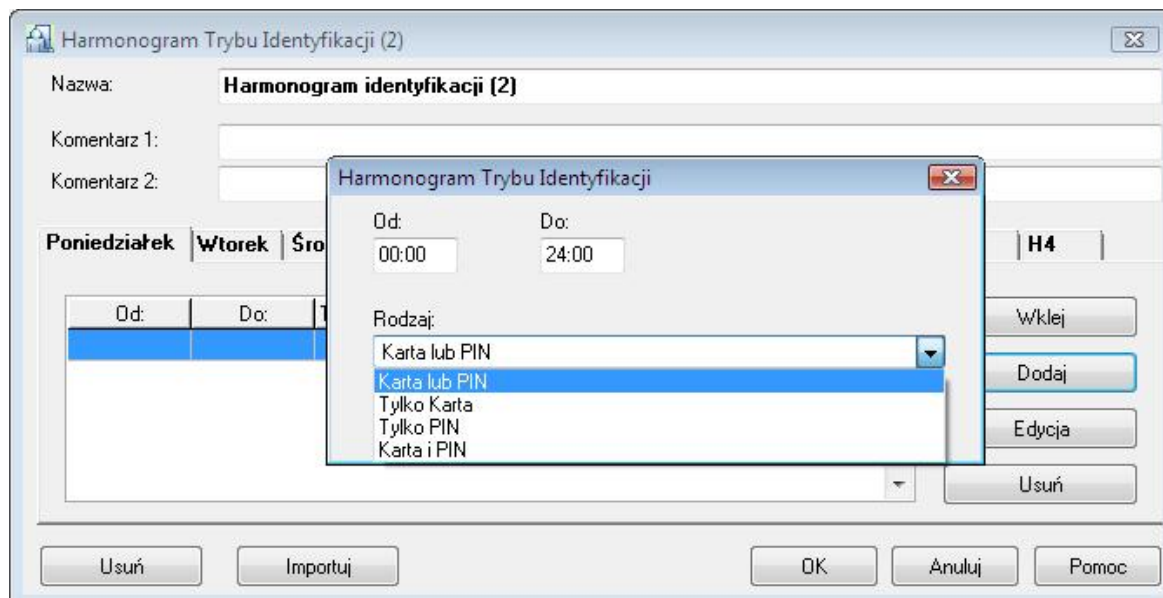 Harmonogram Trybu Identyfikacji (2)
Nazwa: Harmonogram identyfikacji (2)
Komentarz 1:
Komentarz 2:
Harmonogram Trybu Identyfikacji
Od: Do:
00:00 24:00
Poniedziałek Wtorek H4
Od: Do:
Rodzaj:
Karta lub PIN
Karta lub PIN
Tylko Karta
Tylko PIN
Karta i PIN
Wklej
Dodaj
Edycja
Usuń
Usuń Importuj OK Anuluj Pomoc